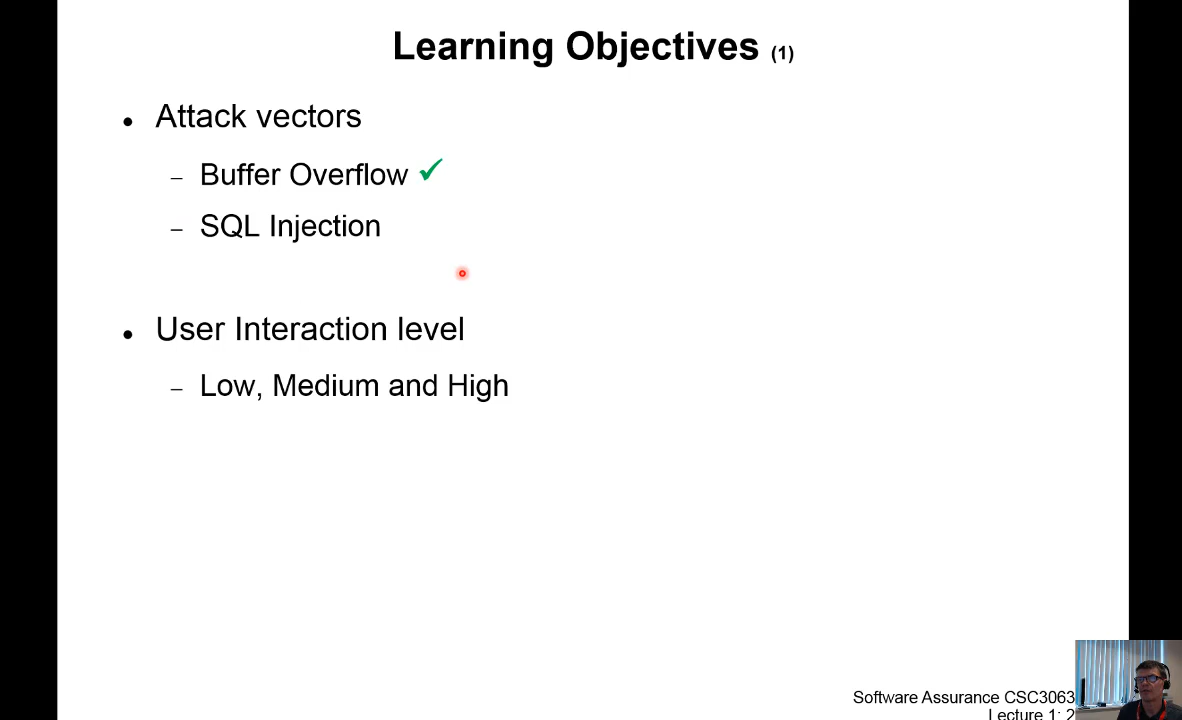 Learning Objectives (1)
• Attack vectors
– Buffer Overflow ✓
– SQL Injection
• User Interaction level
– Low, Medium and High
Software Assurance CSC3063
Lecture 1: 2